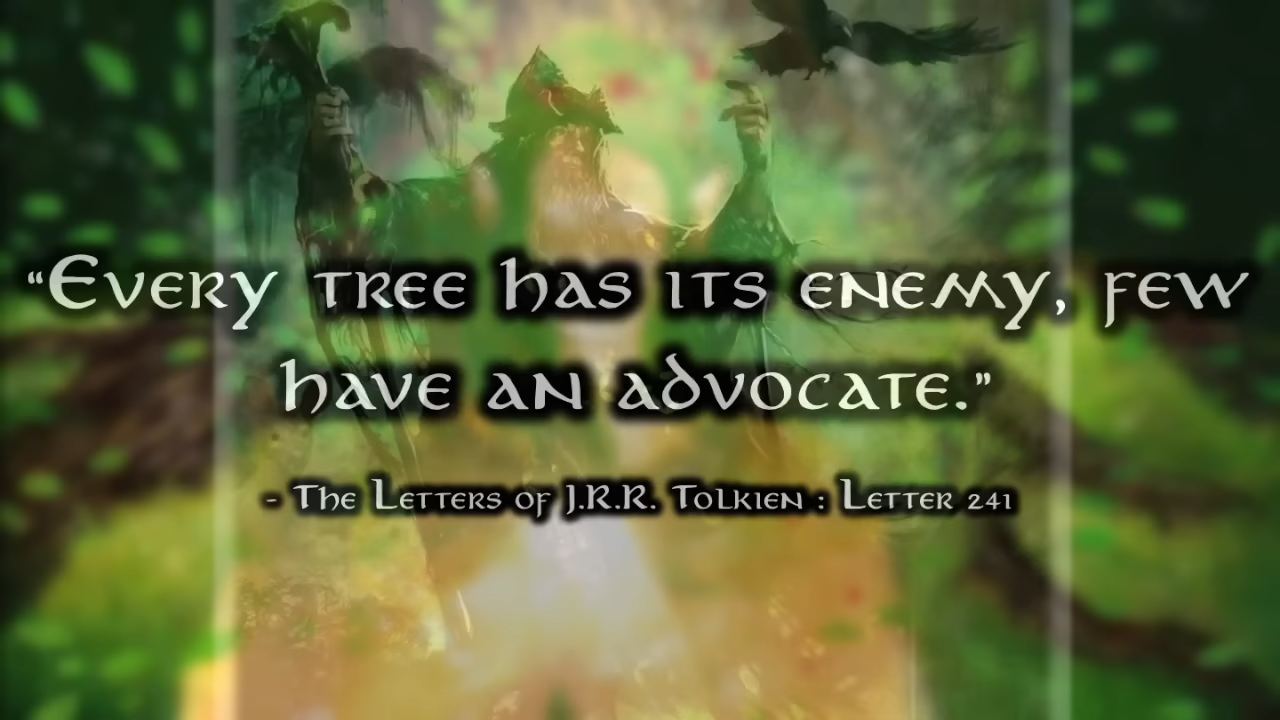 “Every tree has its enemy, few
have an advocate.”
- The Letters of J.R.R. Tolkien : Letter 241